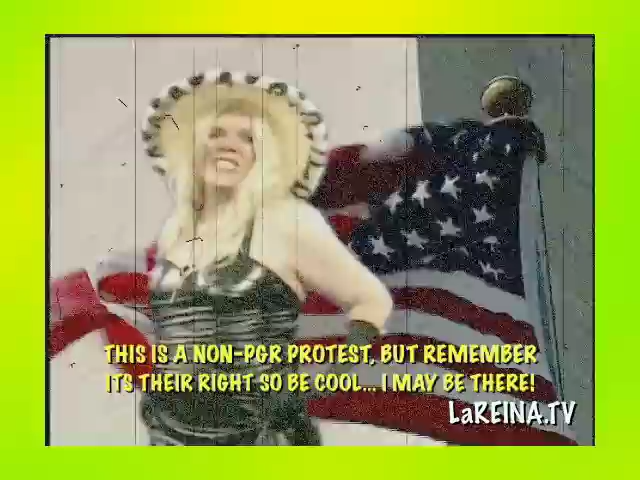 THIS IS A NON-PGR PROTEST, BUT REMEMBER
ITS THEIR RIGHT SO BE COOL... I MAY BE THERE!
LaREINA.TV